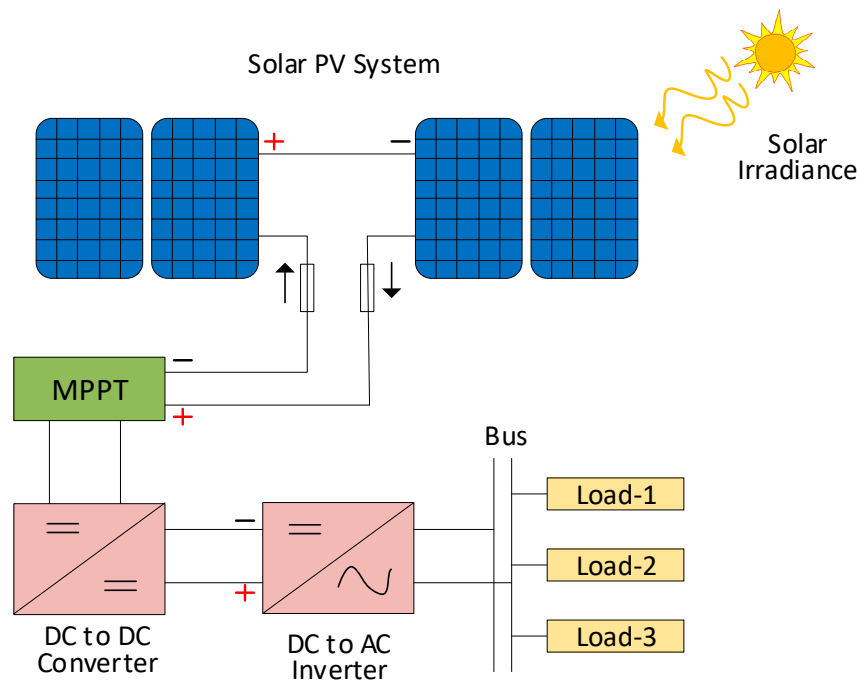 Solar PV System
Solar
Irradiance
+
−
−
MPPT
+
Bus
Load-1
−
Load-2
+
Load-3
DC to DC
Converter
DC to AC
Inverter